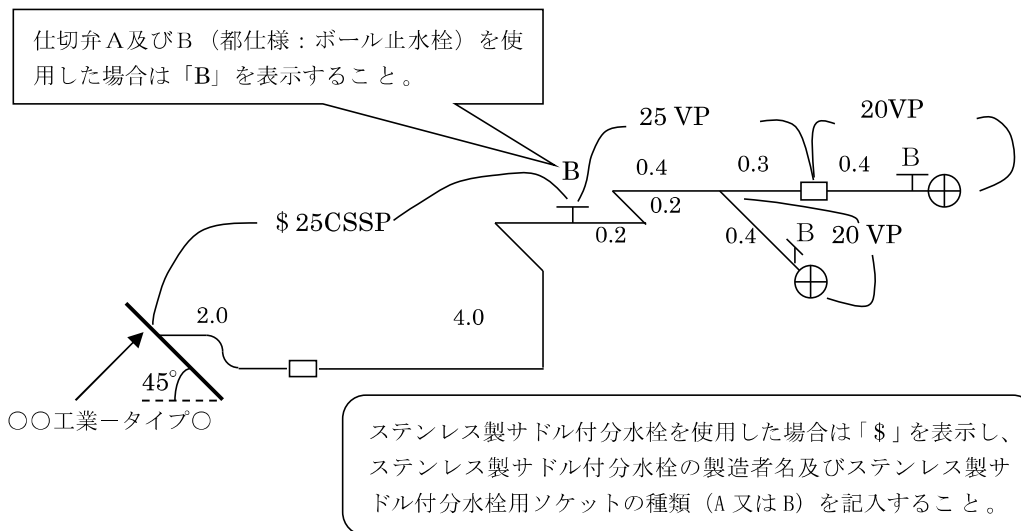 仕切弁A及びB（都仕様：ボール止水栓）を使
用した場合は「B」を表示すること。
25 VP
20VP
B
0.4
0.3
0.4
B
＄25CSSP
0.2
0.2
0.4
B
20 VP
2.0
4.0
45°
○○工業－タイプ○
ステンレス製サドル付分水栓を使用した場合は「＄」を表示し、
ステンレス製サドル付分水栓の製造者名及びステンレス製サ
ドル付分水栓用ソケットの種類（A 又は B）を記入すること。